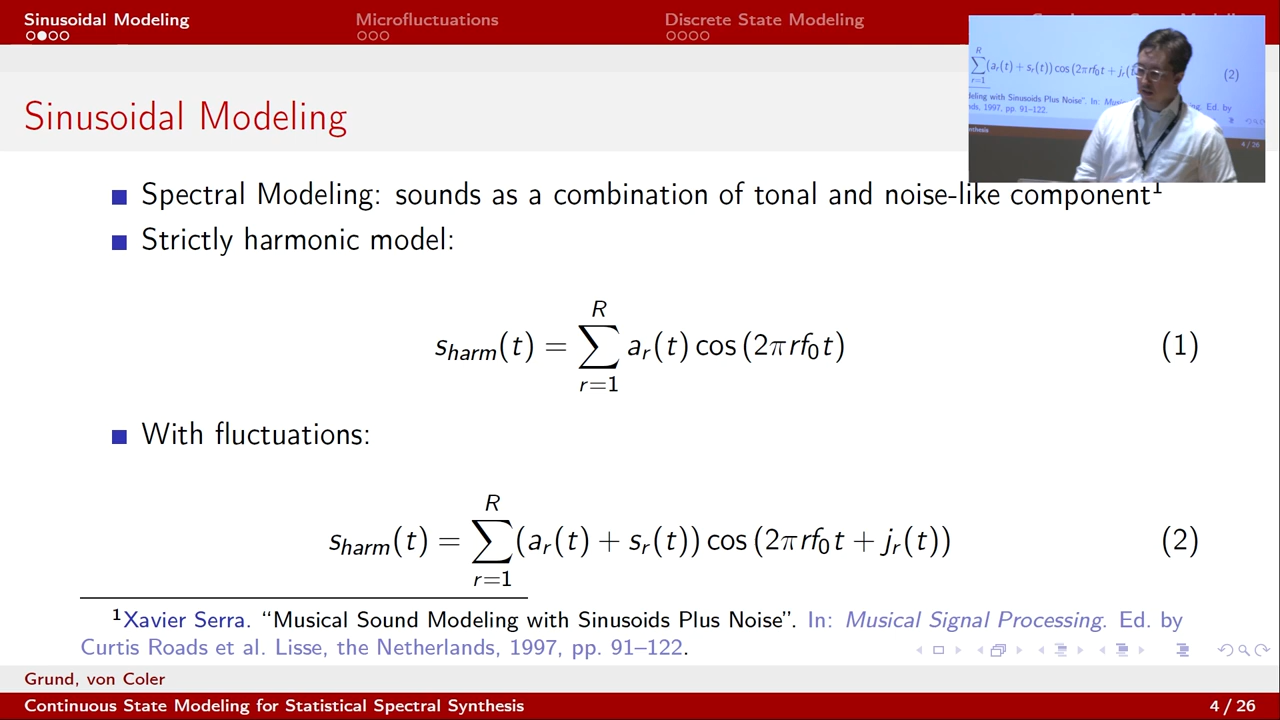 Sinusoidal Modeling
Microfluctuations
Discrete State Modeling
Sinusoidal Modeling
Spectral Modeling: sounds as a combination of tonal and noise-like component¹
Strictly harmonic model:
s_harm(t) = ∑_{r=1}^{R} a_r(t) cos (2πrf₀t) (1)
With fluctuations:
s_harm(t) = ∑_{r=1}^{R} (a_r(t) + s_r(t)) cos (2πrf₀t + j_r(t)) (2)
¹Xavier Serra. “Musical Sound Modeling with Sinusoids Plus Noise”. In: Musical Signal Processing. Ed. by
Curtis Roads et al. Lisse, the Netherlands, 1997, pp. 91–122.
Grund, von Coler
Continuous State Modeling for Statistical Spectral Synthesis 4 / 26